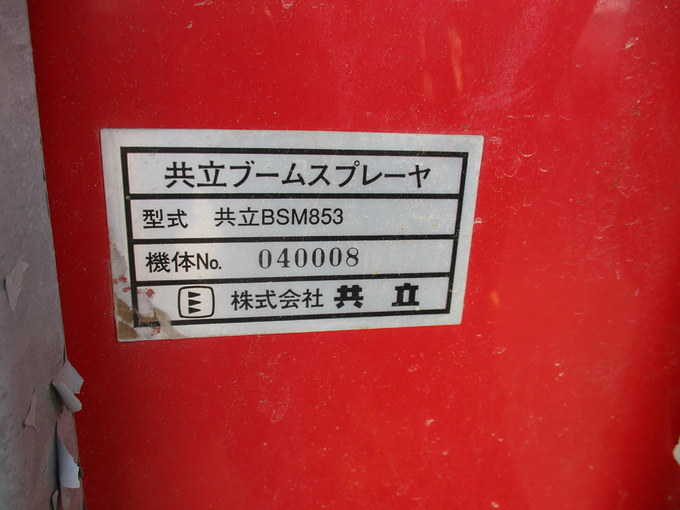 共立ブームスプレーヤ
型式 共立BSM853
機体No. 040008
株式会社 共立